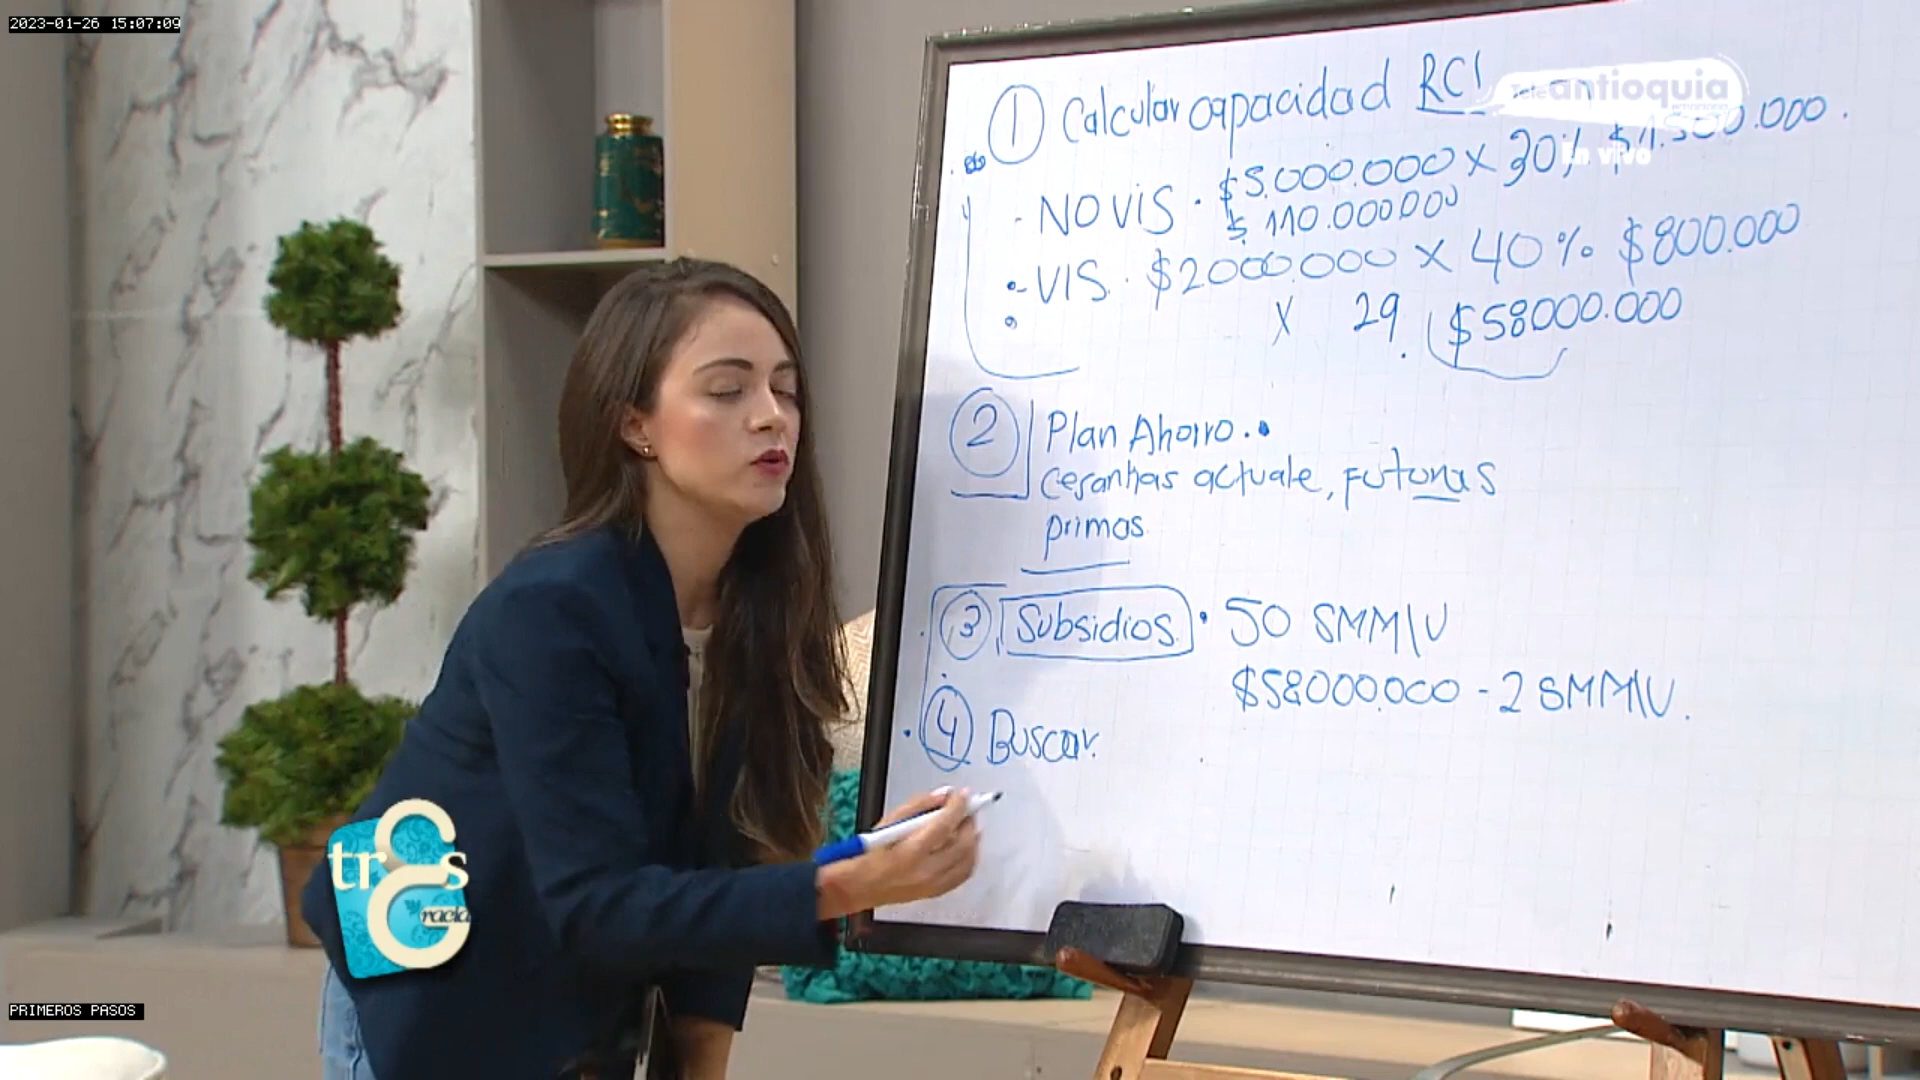 2023-01-26 15:07:09
Teleantioquia
En vivo
1 Calcular capacidad RCI
NO VIS. $5.000.000 x 30% $1.500.000.
$110.000.000
VIS. $2000.000 x 40% $800.000
x 29. $58000.000
2 Plan Ahorro.
cesantias actuale, Futuras
primas
3 Subsidios. 50 SMMLV
$58000.000 - 2 SMMLV.
4 Buscar.
tres
Gracias
PRIMEROS PASOS